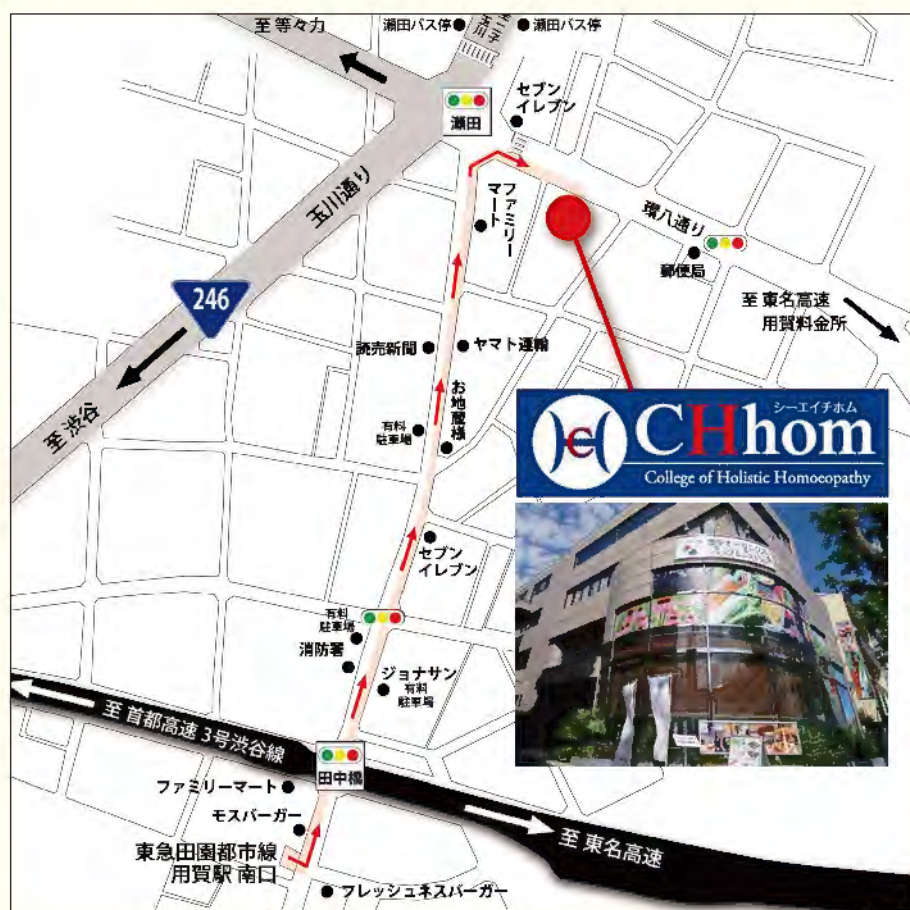 至 等々力
瀬田バス停
至 二子
玉川
瀬田バス停
セブン
イレブン
瀬田
玉川通り
ファミリー
マート
環八通り
郵便局
246
至 東名高速
用賀料金所
読売新聞
ヤマト運輸
至 渋谷
お地蔵様
有料
駐車場
シーエイチホム
CHhom
College of Holistic Homoeopathy
セブン
イレブン
有料
駐車場
消防署
ジョナサン
有料
駐車場
至 首都高速 3号渋谷線
田中橋
ファミリーマート
モスバーガー
至 東名高速
東急田園都市線
用賀駅 南口
フレッシュネスバーガー